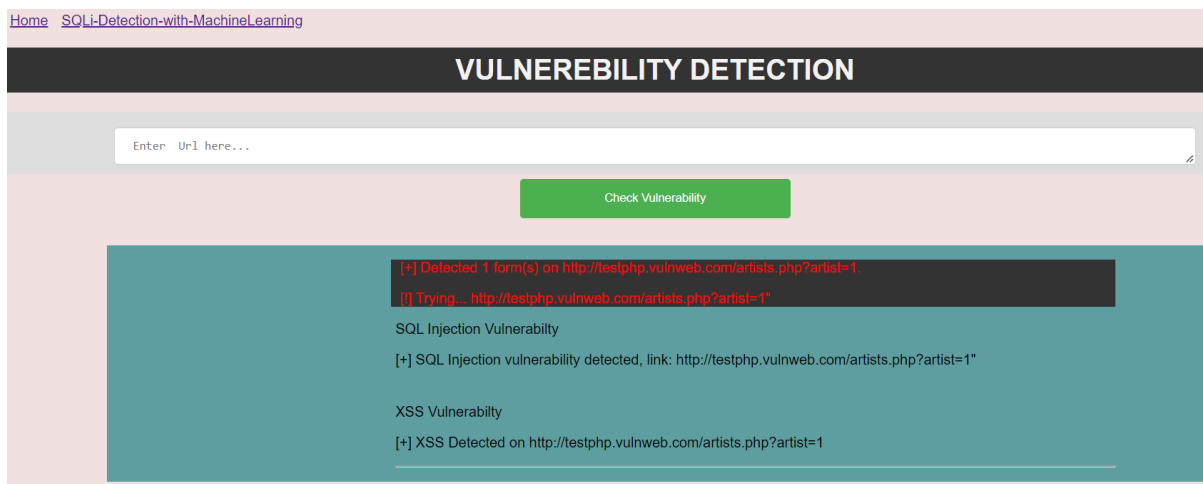 Home SQLi-Detection-with-MachineLearning
VULNEREBILITY DETECTION
Enter Url here...
Check Vulnerability
[+] Detected 1 form(s) on http://testphp.vulnweb.com/artists.php?artist=1.
[!] Trying... http://testphp.vulnweb.com/artists.php?artist=1"
SQL Injection Vulnerabilty
[+] SQL Injection vulnerability detected, link: http://testphp.vulnweb.com/artists.php?artist=1"
XSS Vulnerabilty
[+] XSS Detected on http://testphp.vulnweb.com/artists.php?artist=1